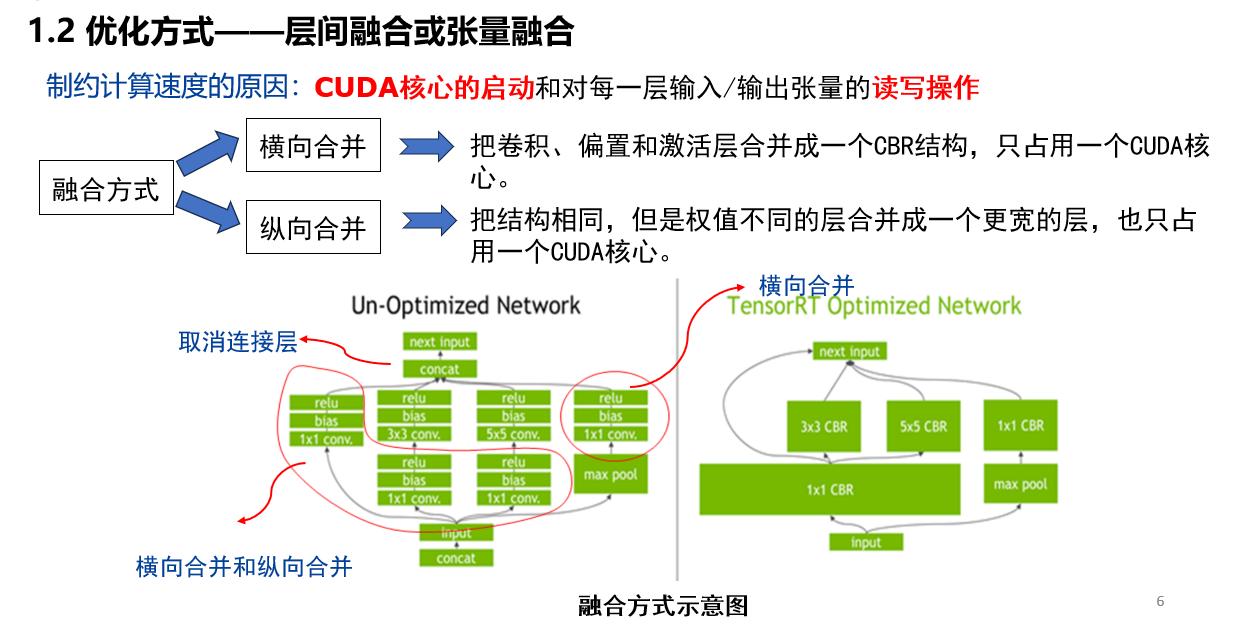 1.2 优化方式——层间融合或张量融合
制约计算速度的原因：CUDA核心的启动和对每一层输入/输出张量的读写操作
融合方式
横向合并
把卷积、偏置和激活层合并成一个CBR结构，只占用一个CUDA核
心。
纵向合并
把结构相同，但是权值不同的层合并成一个更宽的层，也只占
用一个CUDA核心。
Un-Optimized Network
取消连接层
next input
concat
relu
bias
1x1 conv.
relu
bias
3x3 conv.
relu
bias
5x5 conv.
relu
bias
1x1 conv.
relu
bias
1x1 conv.
relu
bias
1x1 conv.
max pool
input
concat
横向合并和纵向合并
横向合并
TensorRT Optimized Network
next input
3x3 CBR
5x5 CBR
1x1 CBR
1x1 CBR
max pool
input
融合方式示意图
6